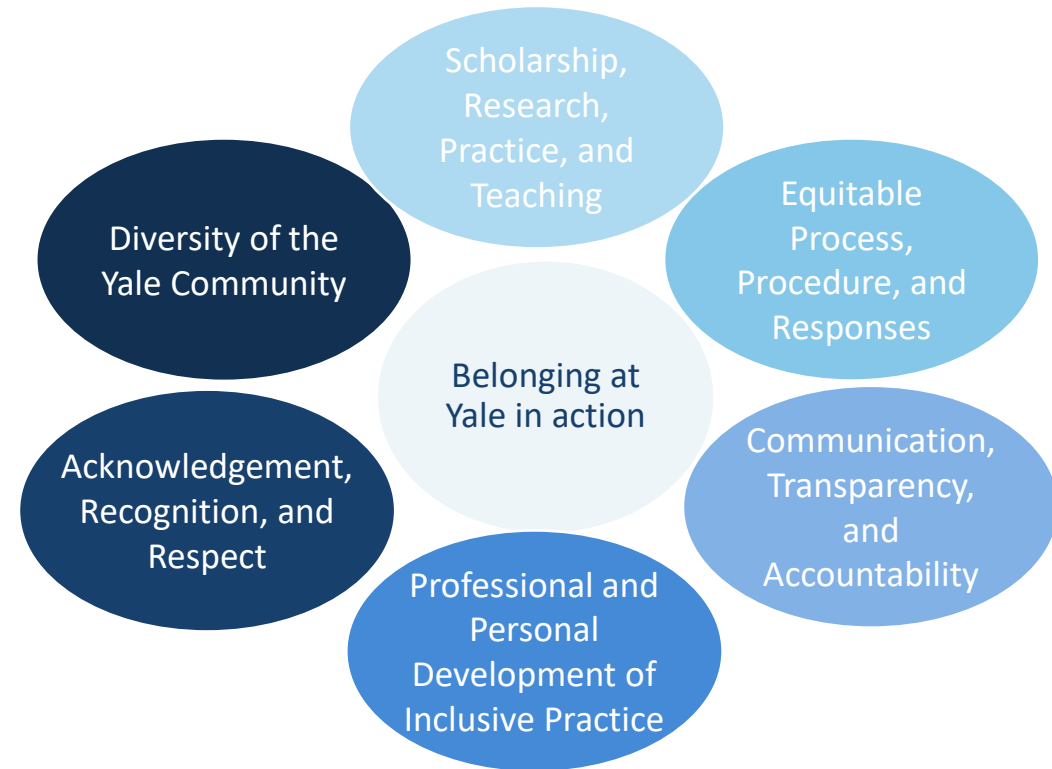 Scholarship,
Research,
Practice, and
Teaching
Equitable
Process,
Procedure, and
Responses
Communication,
Transparency,
and
Accountability
Professional and
Personal
Development of
Inclusive Practice
Acknowledgement,
Recognition, and
Respect
Diversity of the
Yale Community
Belonging at
Yale in action